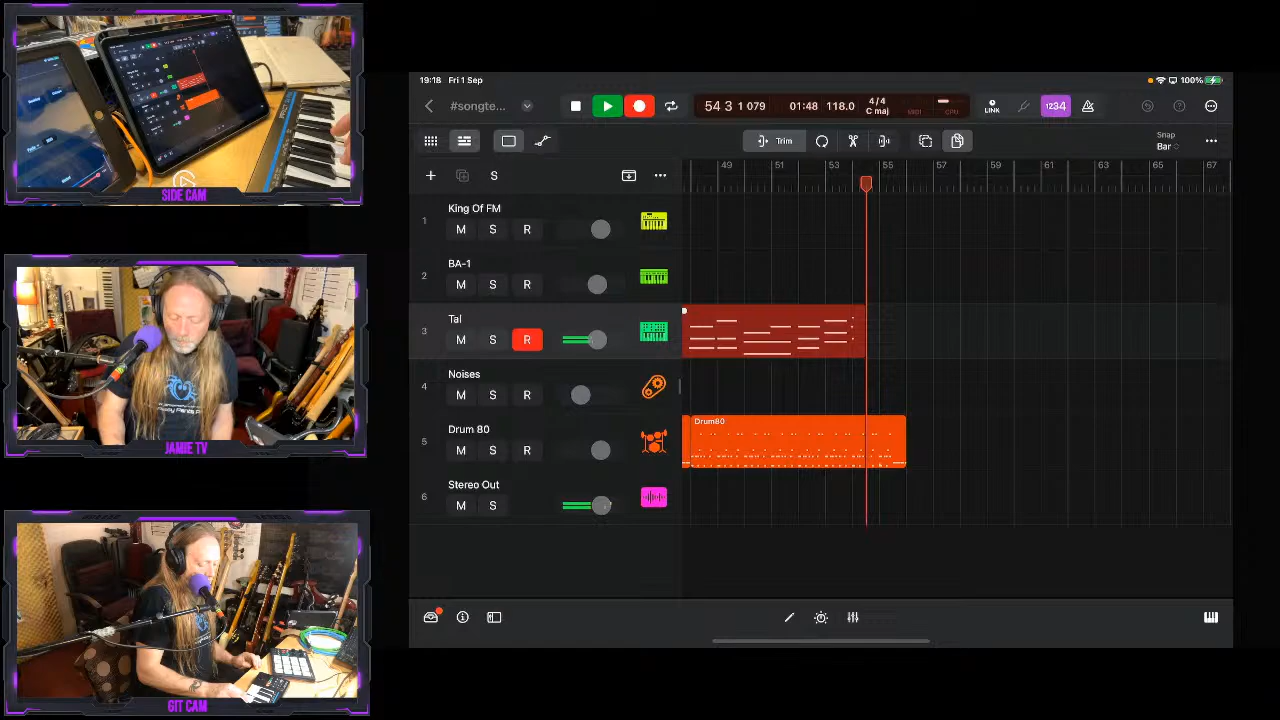 SIDE CAM
JAMIE TV
GIT CAM
19:18 Fri 1 Sep
100%
#songte...
54 3 1 079
01:48
118.0
4/4
C maj
MIDI
CPU
LINK
1234
Trim
Snap
Bar
S
49 51 53 55 57 59 61 63 65 67
1
King Of FM
M S R
2
BA-1
M S R
3
Tal
M S R
4
Noises
M S R
5
Drum 80
M S R
Drum80
6
Stereo Out
M S